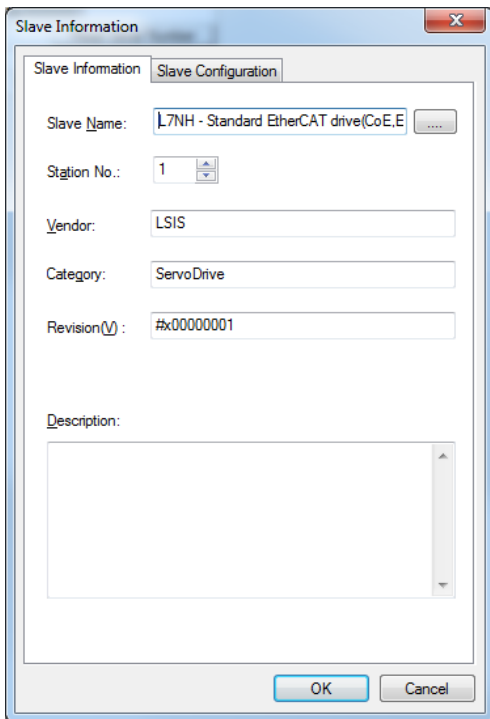 Slave Information
Slave Information Slave Configuration
Slave Name: L7NH - Standard EtherCAT drive(CoE,E ....
Station No.: 1
Vendor: LSIS
Category: ServoDrive
Revision(V) : #x00000001
Description:
OK Cancel